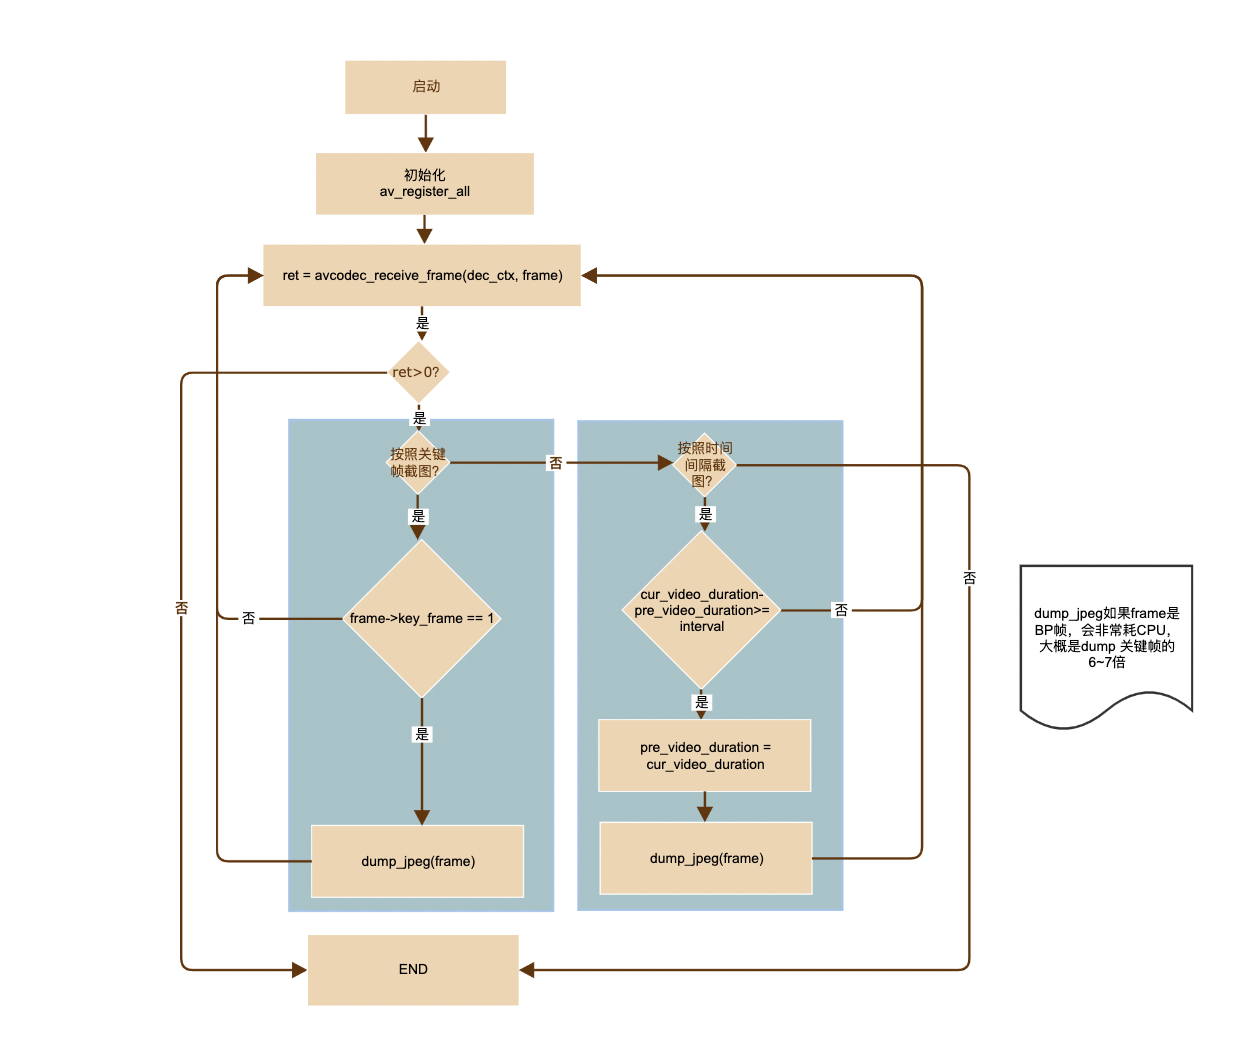 启动
初始化
av_register_all
ret = avcodec_receive_frame(dec_ctx, frame)
是
ret>0?
是
按照关键
帧截图?
否
按照时间
间隔截
图?
是
是
frame->key_frame == 1
否
cur_video_duration-
pre_video_duration>=
interval
否
否
否
是
是
pre_video_duration =
cur_video_duration
dump_jpeg(frame)
dump_jpeg(frame)
END
dump_jpeg如果frame是
BP帧，会非常耗CPU，
大概是dump 关键帧的
6~7倍